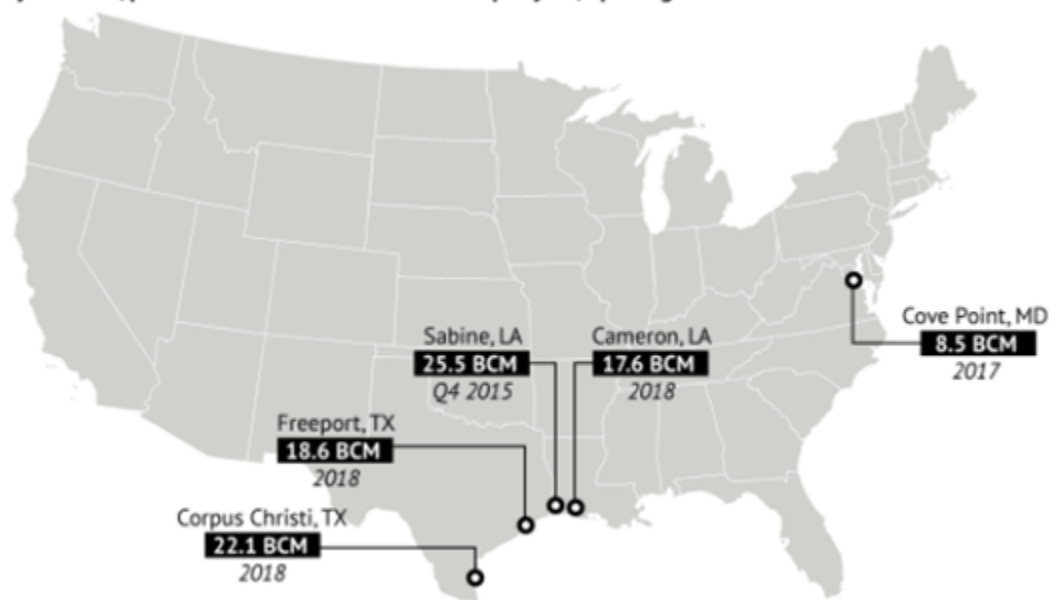 Sabine, LA
25.5 BCM
Q4 2015
Cameron, LA
17.6 BCM
2018
Cove Point, MD
8.5 BCM
2017
Freeport, TX
18.6 BCM
2018
Corpus Christi, TX
22.1 BCM
2018